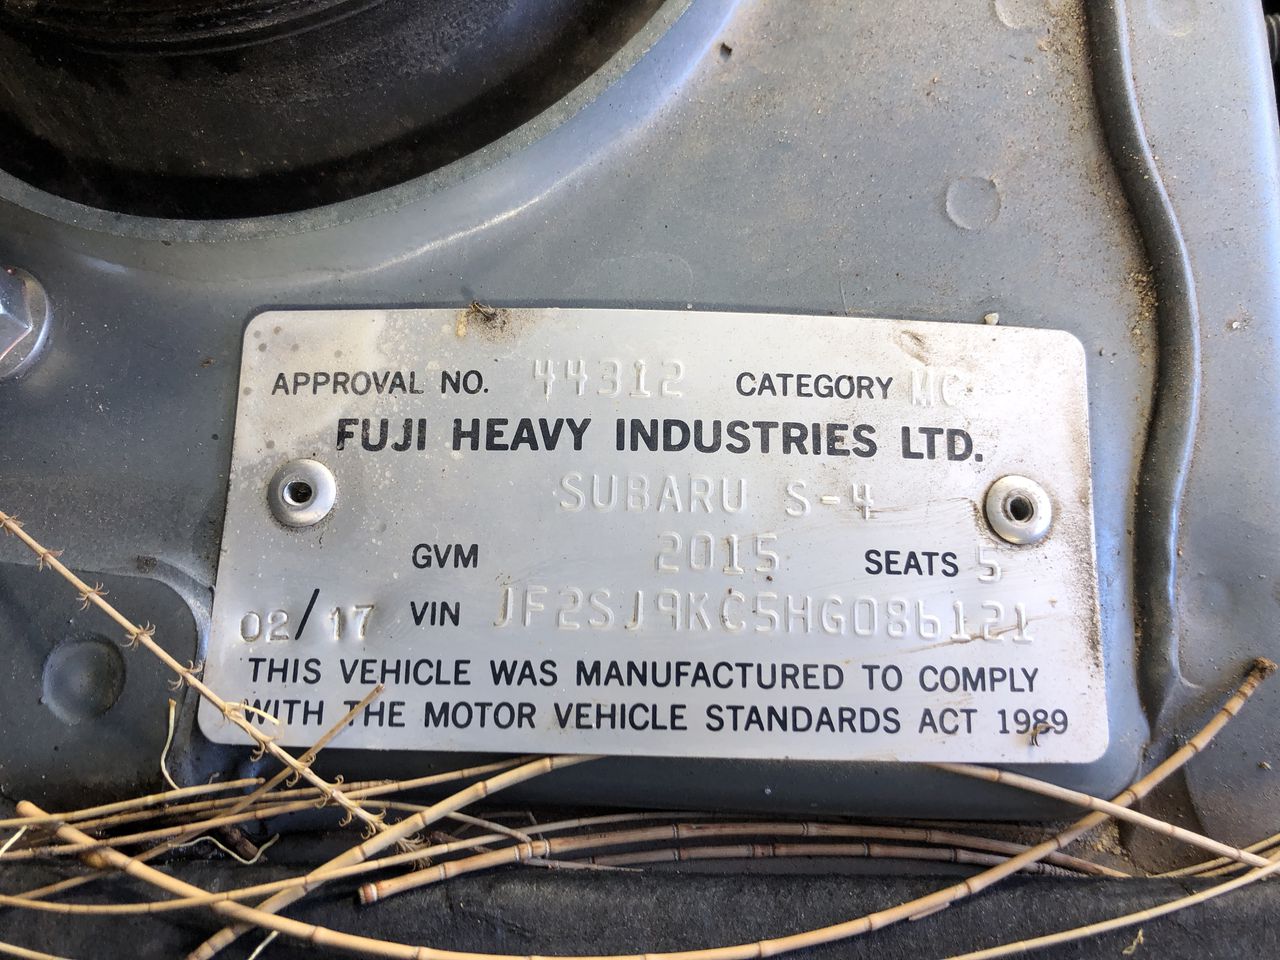 APPROVAL NO. 44312 CATEGORY MC
FUJI HEAVY INDUSTRIES LTD.
SUBARU S-4
GVM 2015 SEATS 5
02/17 VIN JF2SJ9KC5HG086121
THIS VEHICLE WAS MANUFACTURED TO COMPLY
WITH THE MOTOR VEHICLE STANDARDS ACT 1989